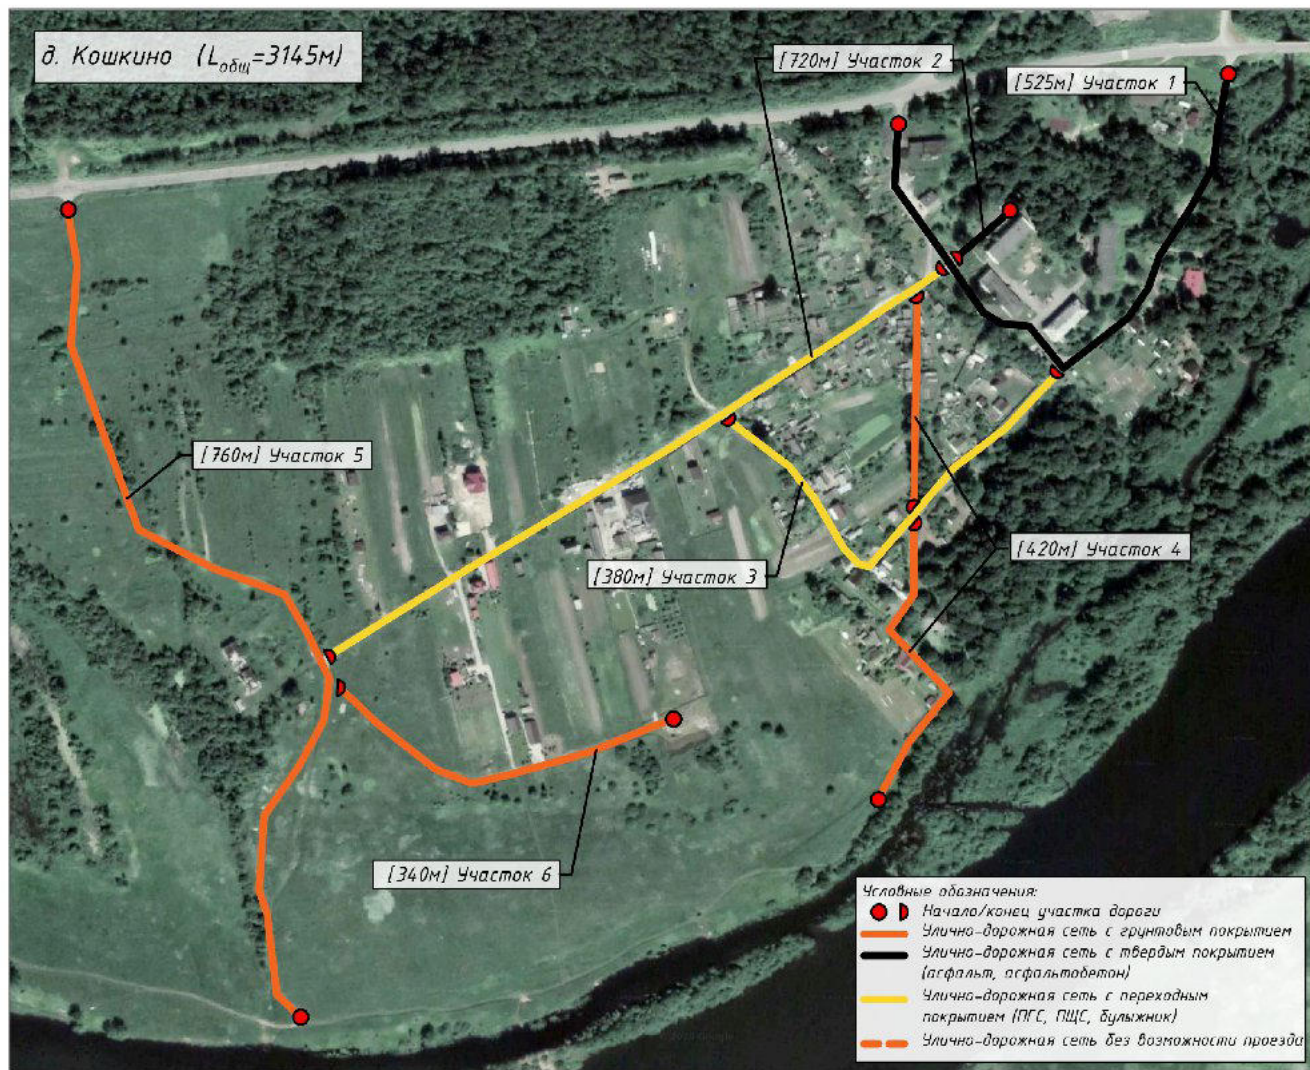 д. Кошкино (Lобщ=3145м)
[720м] Участок 2
[525м] Участок 1
[760м] Участок 5
[380м] Участок 3
[420м] Участок 4
[340м] Участок 6
Условные обозначения:
Начало/конец участка дороги
Улично-дорожная сеть с грунтовым покрытием
Улично-дорожная сеть с твердым покрытием
(асфальт, асфальтобетон)
Улично-дорожная сеть с переходным
покрытием (ПГС, ПЩС, булыжник)
Улично-дорожная сеть без возможности проезда